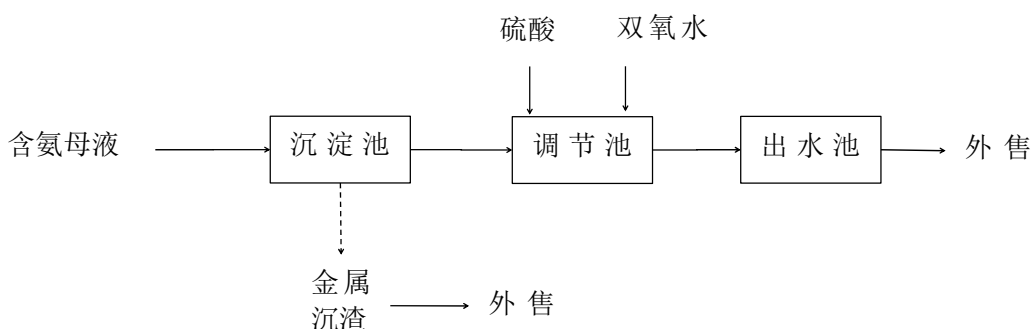 硫酸 双氧水
含氨母液 沉淀池 调节池 出水池 外售
金属
沉渣
外售